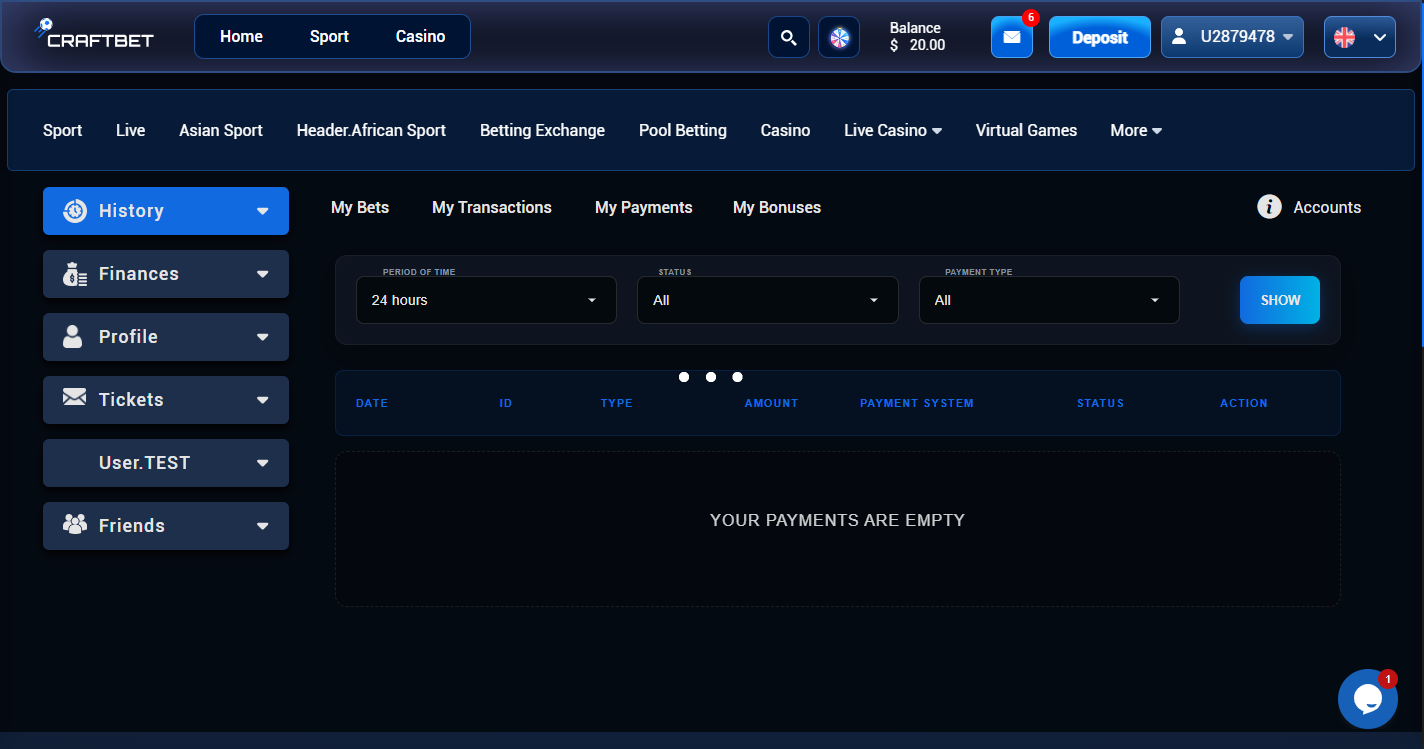 CRAFTBET
Home Sport Casino
Balance
$ 20.00
6
Deposit
U2879478
Sport Live Asian Sport Header.African Sport Betting Exchange Pool Betting Casino Live Casino Virtual Games More
History
Finances
Profile
Tickets
User.TEST
Friends
My Bets My Transactions My Payments My Bonuses
Accounts
PERIOD OF TIME STATUS PAYMENT TYPE
24 hours All All SHOW
DATE ID TYPE AMOUNT PAYMENT SYSTEM STATUS ACTION
YOUR PAYMENTS ARE EMPTY
1